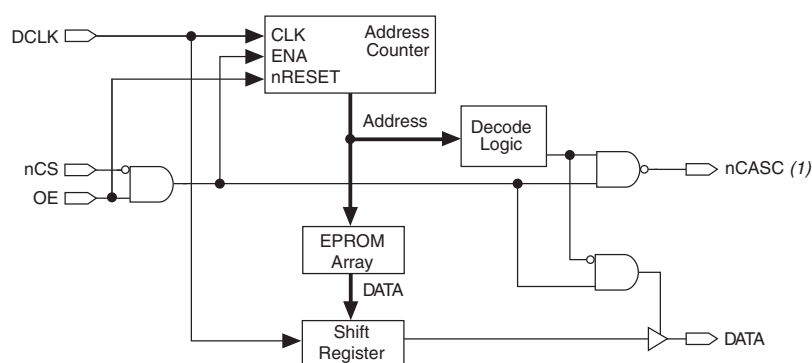 DCLK
CLK
ENA
nRESET
Address
Counter
Address
Decode
Logic
nCS
OE
nCASC (1)
EPROM
Array
DATA
Shift
Register
DATA